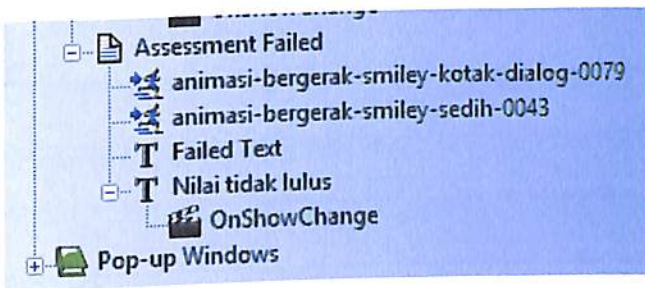 OnShowChange
Assessment Failed
animasi-bergerak-smiley-kotak-dialog-0079
animasi-bergerak-smiley-sedih-0043
Failed Text
Nilai tidak lulus
OnShowChange
Pop-up Windows